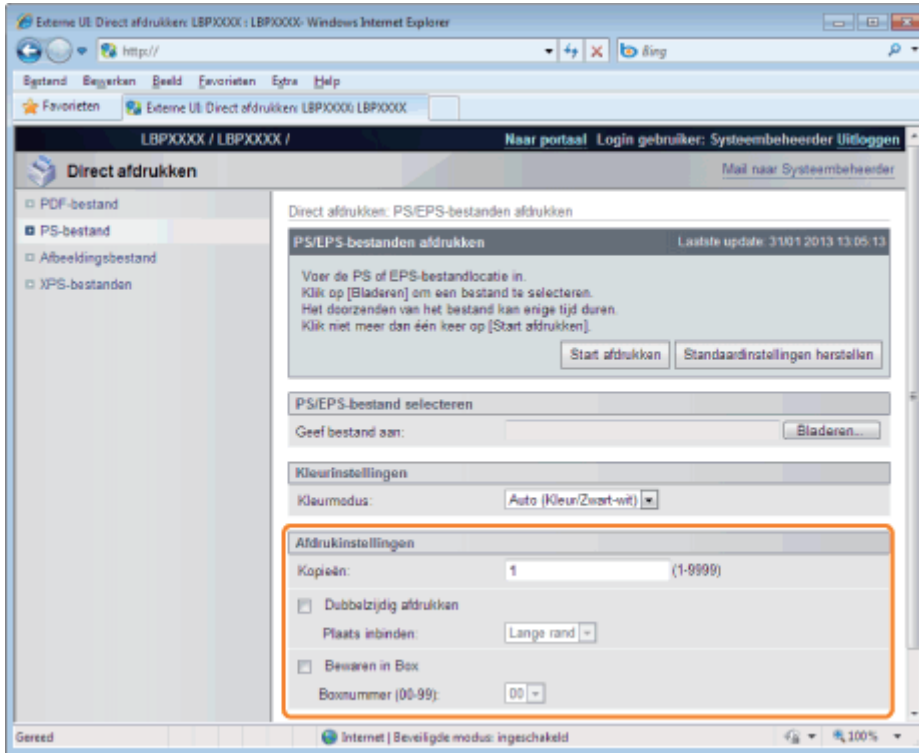 Externe UI: Direct afdrukken: LBPXXXX : LBPXXXX- Windows Internet Explorer
http:// Bing
Bestand Bewerken Beeld Favorieten Extra Help
Favorieten Externe UI: Direct afdrukken: LBPXXXX: LBPXXXX
LBPXXXX / LBPXXXX / Naar portaal Login gebruiker: Systeembeheerder Uitloggen
Direct afdrukken Mail naar Systeembeheerder
PDF-bestand
PS-bestand
Afbeeldingsbestand
XPS-bestanden
Direct afdrukken: PS/EPS-bestanden afdrukken
PS/EPS-bestanden afdrukken Laatste update: 31/01 2013 13:05:13
Voer de PS of EPS-bestandlocatie in.
Klik op [Bladeren] om een bestand te selecteren.
Het doorzenden van het bestand kan enige tijd duren.
Klik niet meer dan één keer op [Start afdrukken].
Start afdrukken Standaardinstellingen herstellen
PS/EPS-bestand selecteren
Geef bestand aan: Bladeren...
Kleurinstellingen
Kleurmodus: Auto (Kleur/Zwart-wit)
Afdrukinstellingen
Kopieën: 1 (1-9999)
Dubbelzijdig afdrukken
Plaats inbinden: Lange rand
Bewaren in Box
Boxnummer (00-99): 00
Gereed Internet | Beveiligde modus: ingeschakeld 100%